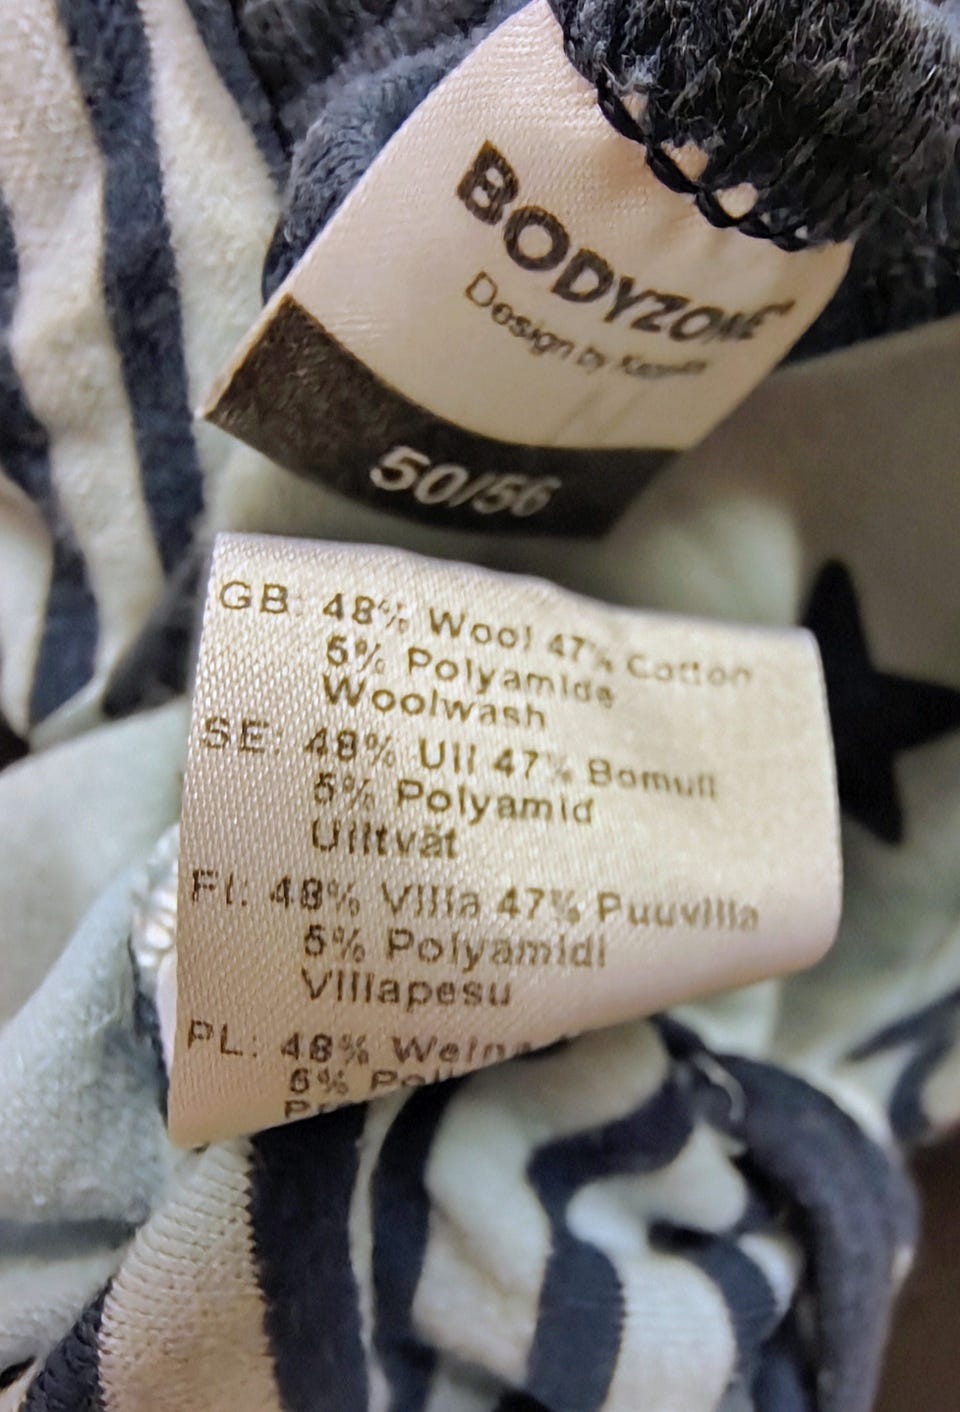 BODYZONE
Design by
50/56
GB: 48% Wool 47% Cotton
5% Polyamide
Woolwash
SE: 48% Ull 47% Bomull
5% Polyamid
Ulltvät
FI: 48% Villa 47% Puuvilla
5% Polyamidi
Villapesu
PL: 48%
5%